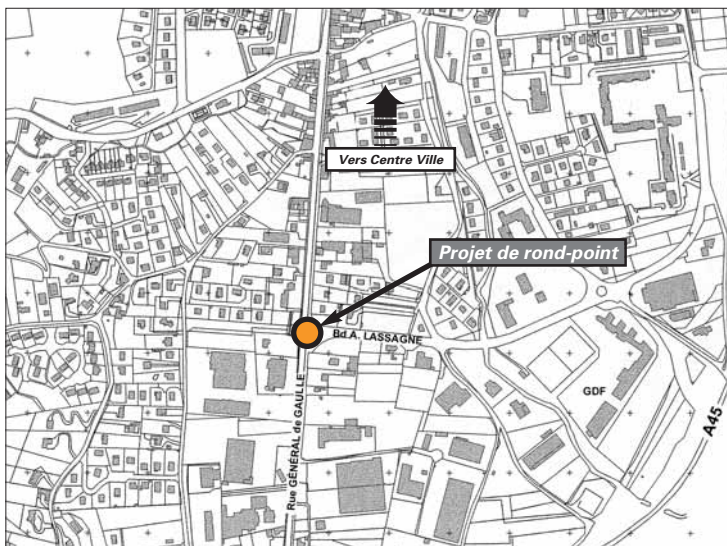 Vers Centre Ville
Projet de rond-point
Bd A. LASSAGNE
Rue GÉNÉRAL de GAULLE
GDF
A45